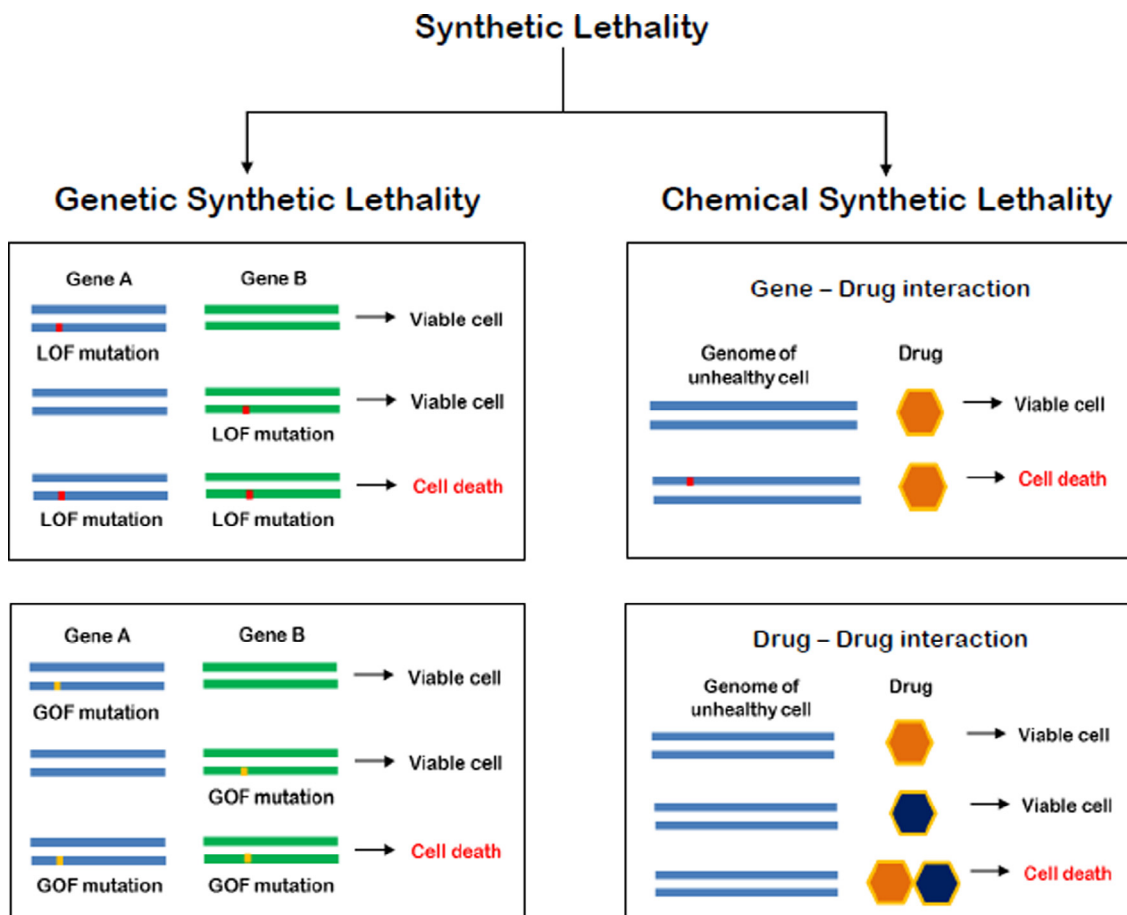 Synthetic Lethality
Genetic Synthetic Lethality
Gene A
Gene B
Viable cell
LOF mutation
Viable cell
LOF mutation
Cell death
LOF mutation
LOF mutation
Gene A
Gene B
Viable cell
GOF mutation
Viable cell
GOF mutation
Cell death
GOF mutation
GOF mutation
Chemical Synthetic Lethality
Gene – Drug interaction
Genome of
unhealthy cell
Drug
Viable cell
Cell death
Drug – Drug interaction
Genome of
unhealthy cell
Drug
Viable cell
Viable cell
Cell death